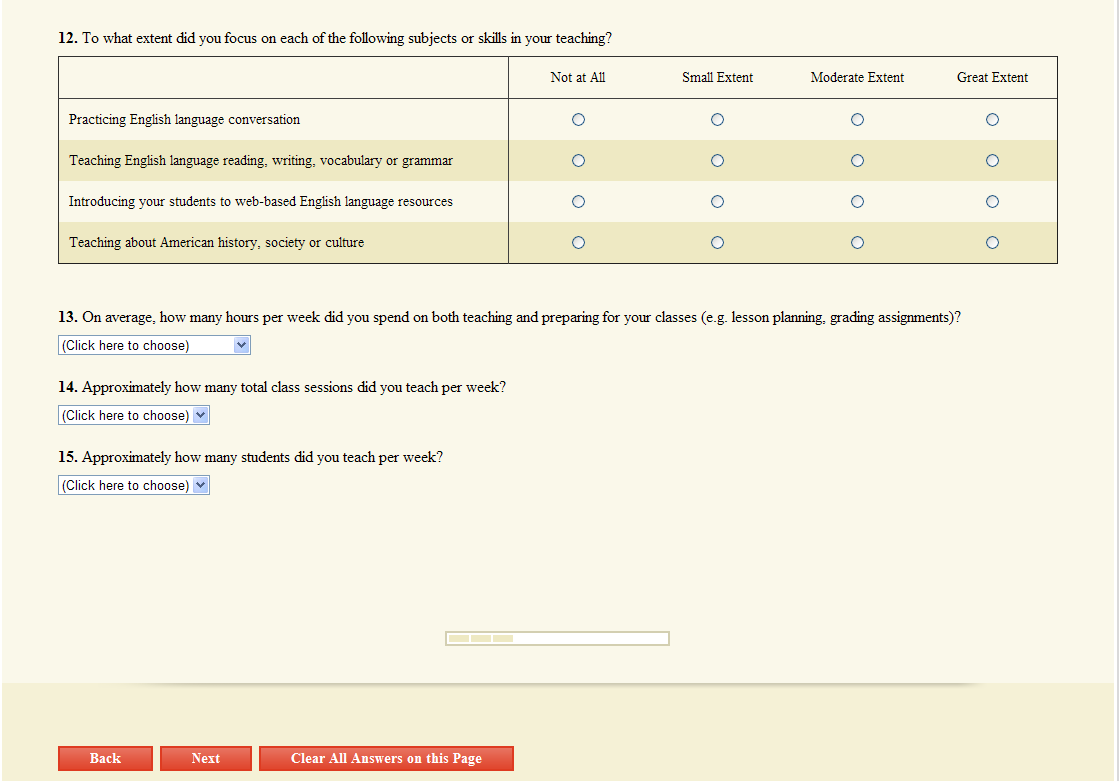 12. To what extent did you focus on each of the following subjects or skills in your teaching?
Not at All Small Extent Moderate Extent Great Extent
Practicing English language conversation
Teaching English language reading, writing, vocabulary or grammar
Introducing your students to web-based English language resources
Teaching about American history, society or culture
13. On average, how many hours per week did you spend on both teaching and preparing for your classes (e.g. lesson planning, grading assignments)?
(Click here to choose)
14. Approximately how many total class sessions did you teach per week?
(Click here to choose)
15. Approximately how many students did you teach per week?
(Click here to choose)
Back Next Clear All Answers on this Page